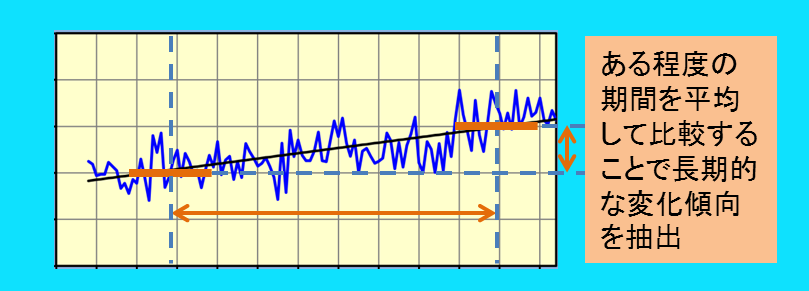 ある程度の
期間を平均
して比較する
ことで長期的
な変化傾向
を抽出